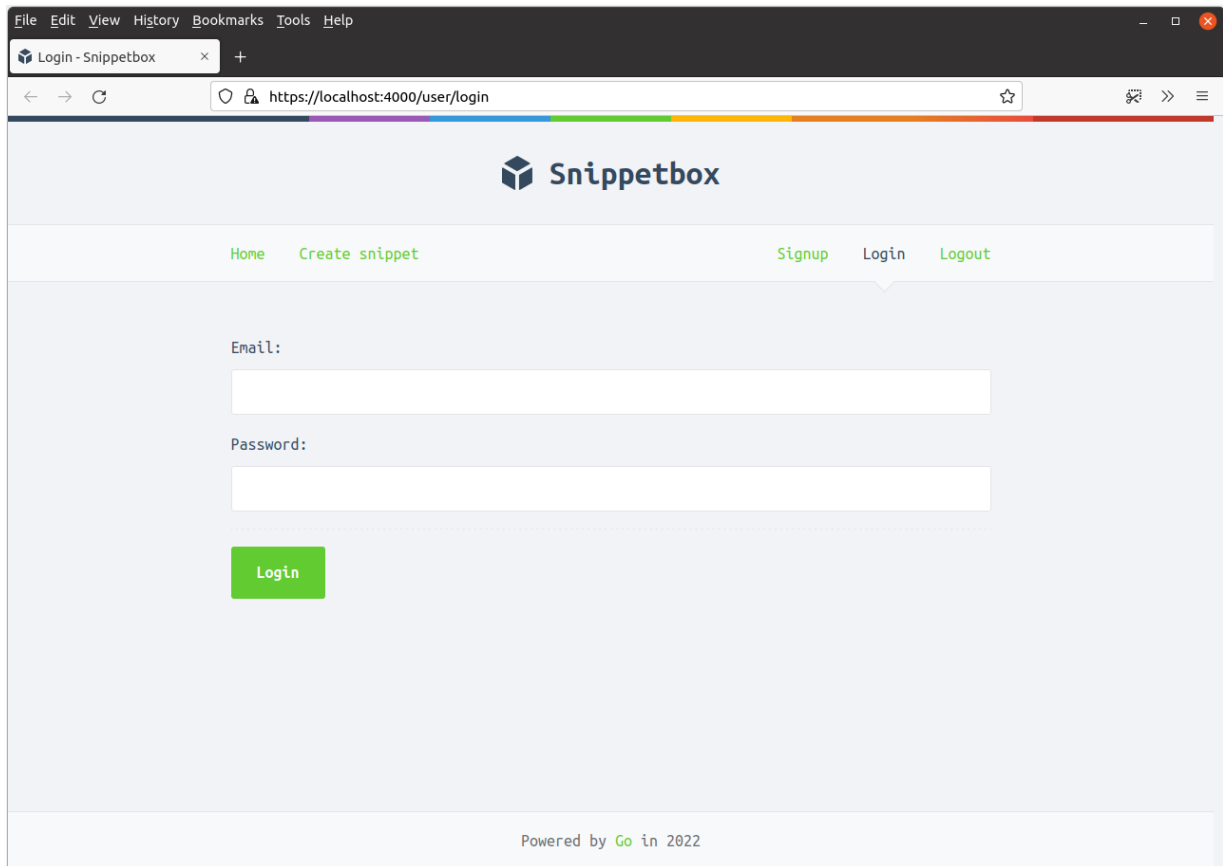 File Edit View History Bookmarks Tools Help
Login - Snippetbox
https://localhost:4000/user/login
Snippetbox
Home Create snippet Signup Login Logout
Email:
Password:
Login
Powered by Go in 2022